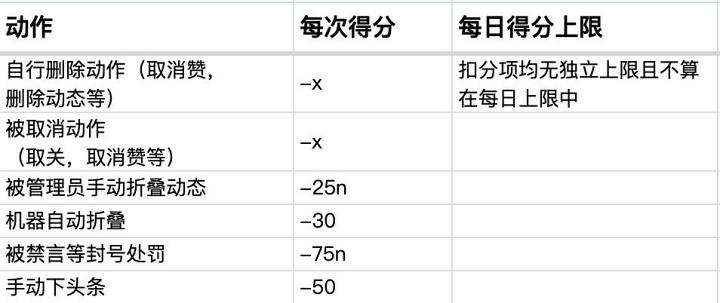 动作 每次得分 每日得分上限
自行删除动作（取消赞， –x 扣分项均无独立上限且不算
删除动态等） 在每日上限中
被取消动作 –x
（取关，取消赞等）
被管理员手动折叠动态 –25n
机器自动折叠 –30
被禁言等封号处罚 –75n
手动下头条 –50